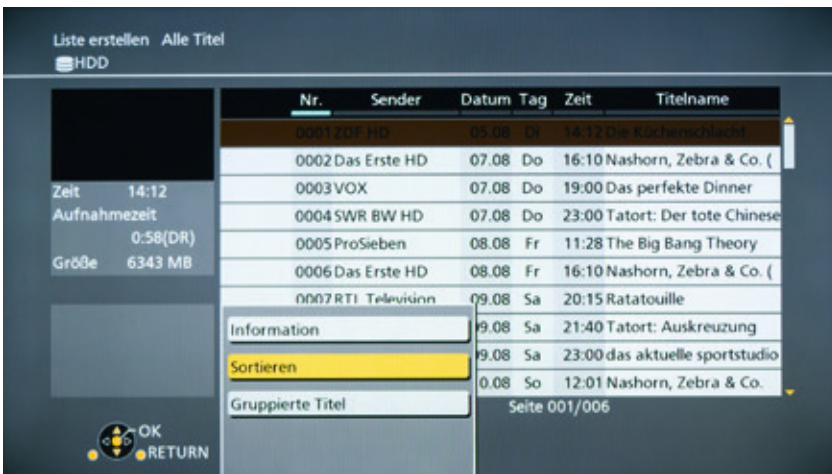 Liste erstellen Alle Titel
HDD
Nr. Sender Datum Tag Zeit Titelname
0001 ZDF HD 05.08 Di 14:12 Die Küchenschlacht
0002 Das Erste HD 07.08 Do 16:10 Nashorn, Zebra & Co. (
0003 VOX 07.08 Do 19:00 Das perfekte Dinner
0004 SWR BW HD 07.08 Do 23:00 Tatort: Der tote Chinese
0005 ProSieben 08.08 Fr 11:28 The Big Bang Theory
0006 Das Erste HD 08.08 Fr 16:10 Nashorn, Zebra & Co. (
0007 RTL Television 09.08 Sa 20:15 Ratatouille
9.08 Sa 21:40 Tatort: Auskreuzung
9.08 Sa 23:00 das aktuelle sportstudio
0.08 So 12:01 Nashorn, Zebra & Co.
Seite 001/006
Zeit 14:12
Aufnahmezeit
0:58(DR)
Größe 6343 MB
Information
Sortieren
Gruppierte Titel
OK
RETURN